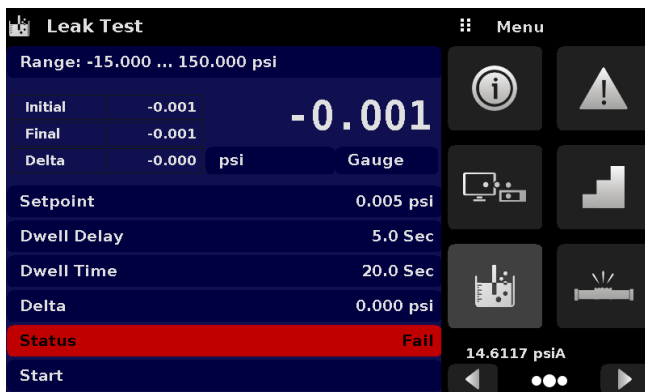 Leak Test
Menu
Range: -15.000 ... 150.000 psi
Initial -0.001
Final -0.001
Delta -0.000
-0.001
psi Gauge
Setpoint 0.005 psi
Dwell Delay 5.0 Sec
Dwell Time 20.0 Sec
Delta 0.000 psi
Status Fail
Start
14.6117 psiA